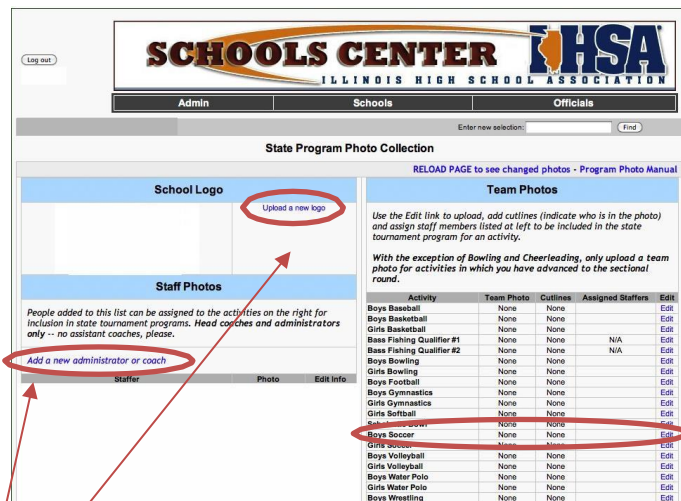 Log out
SCHOOLS CENTER IHSA
ILLINOIS HIGH SCHOOL ASSOCIATION
Admin Schools Officials
Enter new selection: Find
State Program Photo Collection
RELOAD PAGE to see changed photos - Program Photo Manual
School Logo
Upload a new logo
Staff Photos
People added to this list can be assigned to the activities on the right for
inclusion in state tournament programs. Head coaches and administrators
only -- no assistant coaches, please.
Add a new administrator or coach
Staffer Photo Edit Info
Team Photos
Use the Edit link to upload, add cutlines (indicate who is in the photo)
and assign staff members listed at left to be included in the state
tournament program for an activity.
With the exception of Bowling and Cheerleading, only upload a team
photo for activities in which you have advanced to the sectional
round.
Activity Team Photo Cutlines Assigned Staffers Edit
Boys Baseball None None Edit
Boys Basketball None None Edit
Girls Basketball None None Edit
Bass Fishing Qualifier #1 None None N/A Edit
Bass Fishing Qualifier #2 None None N/A Edit
Boys Bowling None None Edit
Girls Bowling None None Edit
Boys Football None None Edit
Boys Gymnastics None None Edit
Girls Gymnastics None None Edit
Girls Softball None None Edit
Scholastic Bowl None None Edit
Boys Soccer None None Edit
Girls Soccer None None Edit
Boys Volleyball None None Edit
Girls Volleyball None None Edit
Boys Water Polo None None Edit
Girls Water Polo None None Edit
Boys Wrestling None None Edit